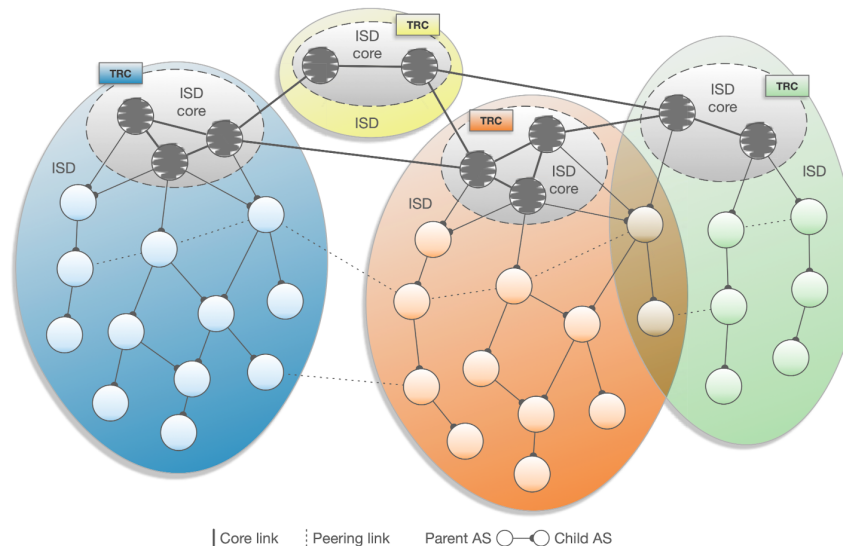 TRC
ISD
core
ISD
TRC
ISD
core
ISD
TRC
ISD
core
ISD
TRC
ISD
core
ISD
Core link
Peering link
Parent AS
Child AS